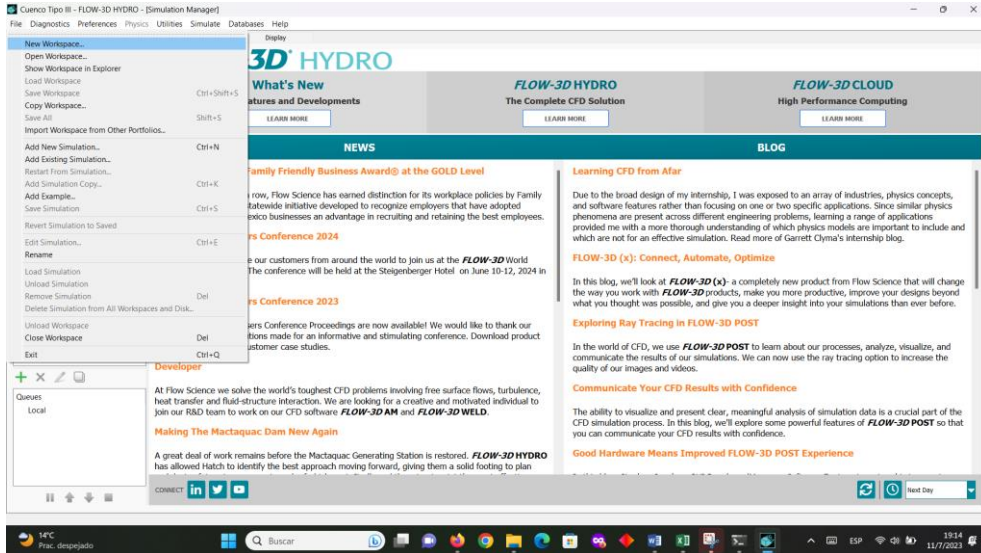 Cuenco Tipo III - FLOW-3D HYDRO - [Simulation Manager]
File Diagnostics Preferences Physics Utilities Simulate Databases Help
Display
New Workspace...
Open Workspace...
Show Workspace in Explorer
Load Workspace
Save Workspace Ctrl+Shift+S
Copy Workspace...
Save All Shift+S
Import Workspace from Other Portfolios...
Add New Simulation... Ctrl+N
Add Existing Simulation...
Restart From Simulation...
Add Simulation Copy... Ctrl+K
Add Example...
Save Simulation Ctrl+S
Revert Simulation to Saved
Edit Simulation... Ctrl+E
Rename
Load Simulation
Unload Simulation
Remove Simulation Del
Delete Simulation from All Workspaces and Disk...
Unload Workspace
Close Workspace Del
Exit Ctrl+Q
Queues
Local
3D HYDRO
What's New
atures and Developments
LEARN MORE
FLOW-3D HYDRO
The Complete CFD Solution
LEARN MORE
FLOW-3D CLOUD
High Performance Computing
LEARN MORE
NEWS
Family Friendly Business Award® at the GOLD Level
row, Flow Science has earned distinction for its workplace policies by Family
tatewide initiative developed to recognize employers that have adopted
exico businesses an advantage in recruiting and retaining the best employees.
rs Conference 2024
e our customers from around the world to join us at the FLOW-3D World
The conference will be held at the Steigenberger Hotel on June 10-12, 2024 in
rs Conference 2023
sers Conference Proceedings are now available! We would like to thank our
tions made for an informative and stimulating conference. Download product
ustomer case studies.
Developer
At Flow Science we solve the world's toughest CFD problems involving free surface flows, turbulence,
heat transfer and fluid-structure interaction. We are looking for a creative and motivated individual to
join our R&D team to work on our CFD software FLOW-3D AM and FLOW-3D WELD.
Making The Mactaquac Dam New Again
A great deal of work remains before the Mactaquac Generating Station is restored. FLOW-3D HYDRO
has allowed Hatch to identify the best approach moving forward, giving them a solid footing to plan
BLOG
Learning CFD from Afar
Due to the broad design of my internship, I was exposed to an array of industries, physics concepts,
and software features rather than focusing on one or two specific applications. Since similar physics
phenomena are present across different engineering problems, learning a range of applications
provided me with a more thorough understanding of which physics models are important to include and
which are not for an effective simulation. Read more of Garrett Clyma's internship blog.
FLOW-3D (x): Connect, Automate, Optimize
In this blog, we'll look at FLOW-3D (x)- a completely new product from Flow Science that will change
the way you work with FLOW-3D products, make you more productive, improve your designs beyond
what you thought was possible, and give you a deeper insight into your simulations than ever before.
Exploring Ray Tracing in FLOW-3D POST
In the world of CFD, we use FLOW-3D POST to learn about our processes, analyze, visualize, and
communicate the results of our simulations. We can now use the ray tracing option to increase the
quality of our images and videos.
Communicate Your CFD Results with Confidence
The ability to visualize and present clear, meaningful analysis of simulation data is a crucial part of the
CFD simulation process. In this blog, we'll explore some powerful features of FLOW-3D POST so that
you can communicate your CFD results with confidence.
Good Hardware Means Improved FLOW-3D POST Experience
CONNECT
Next Day
14°C
Prac. despejado
Buscar
ESP
19:14
11/7/2023